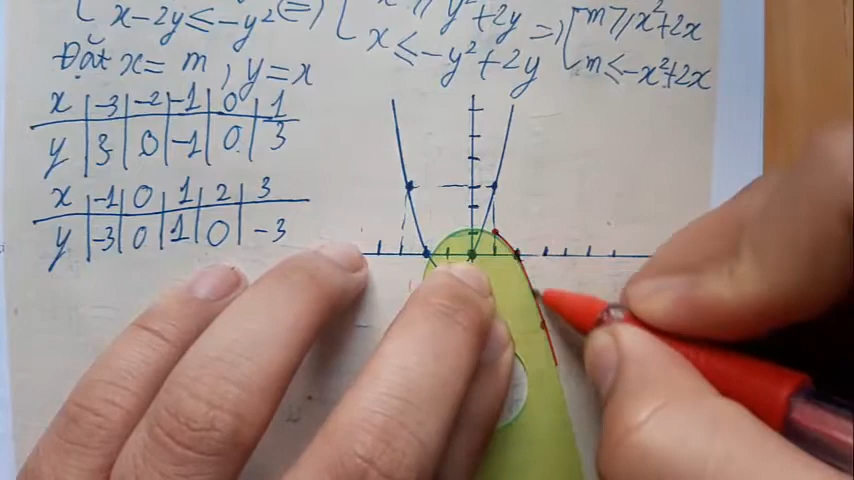 x-2y≤-y² ⇔ { x ≥ y²+2y ⇒ { m ≥ x²+2x
x ≤ -y²+2y m ≤ -x²+2x
Đặt x = m , y = x
x | -3 | -2 | -1 | 0 | 1
y | 3 | 0 | -1 | 0 | 3
x | -1 | 0 | 1 | 2 | 3
y | -3 | 0 | 1 | 0 | -3